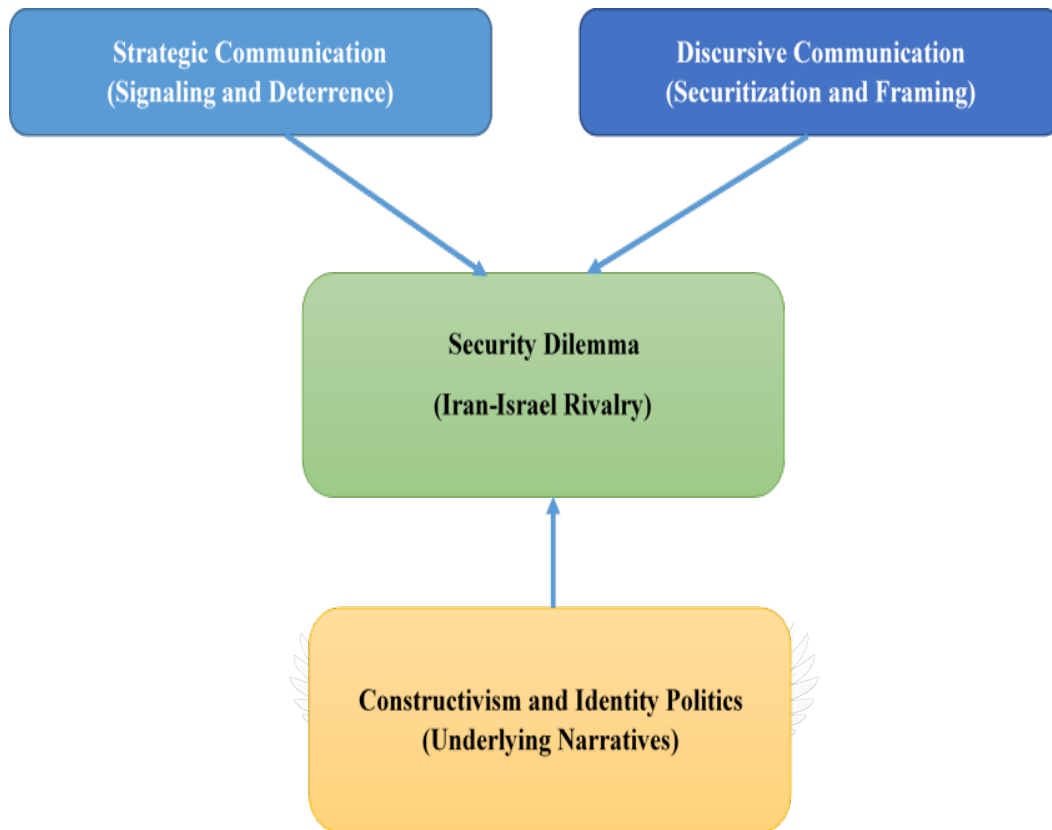 Strategic Communication
(Signaling and Deterrence)
Discursive Communication
(Securitization and Framing)
Security Dilemma
(Iran-Israel Rivalry)
Constructivism and Identity Politics
(Underlying Narratives)